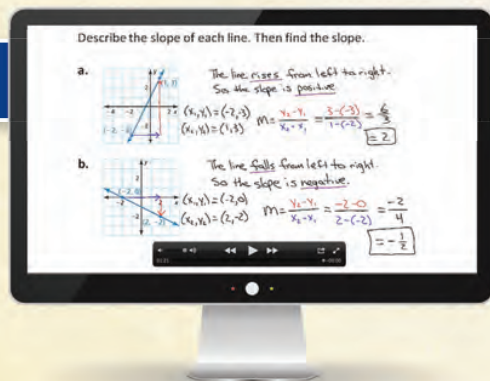 Describe the slope of each line. Then find the slope.
a.
The line rises from left to right.
So the slope is positive.
(x₁,y₁) = (-2,-3)
(x₂,y₂) = (1,3)
m = y₂-y₁ / x₂-x₁ = 3-(-3) / 1-(-2) = 6/3
= 2
b.
The line falls from left to right.
So the slope is negative.
(x₁,y₁) = (-2,0)
(x₂,y₂) = (2,-2)
m = y₂-y₁ / x₂-x₁ = -2-0 / 2-(-2) = -2/4
= -1/2